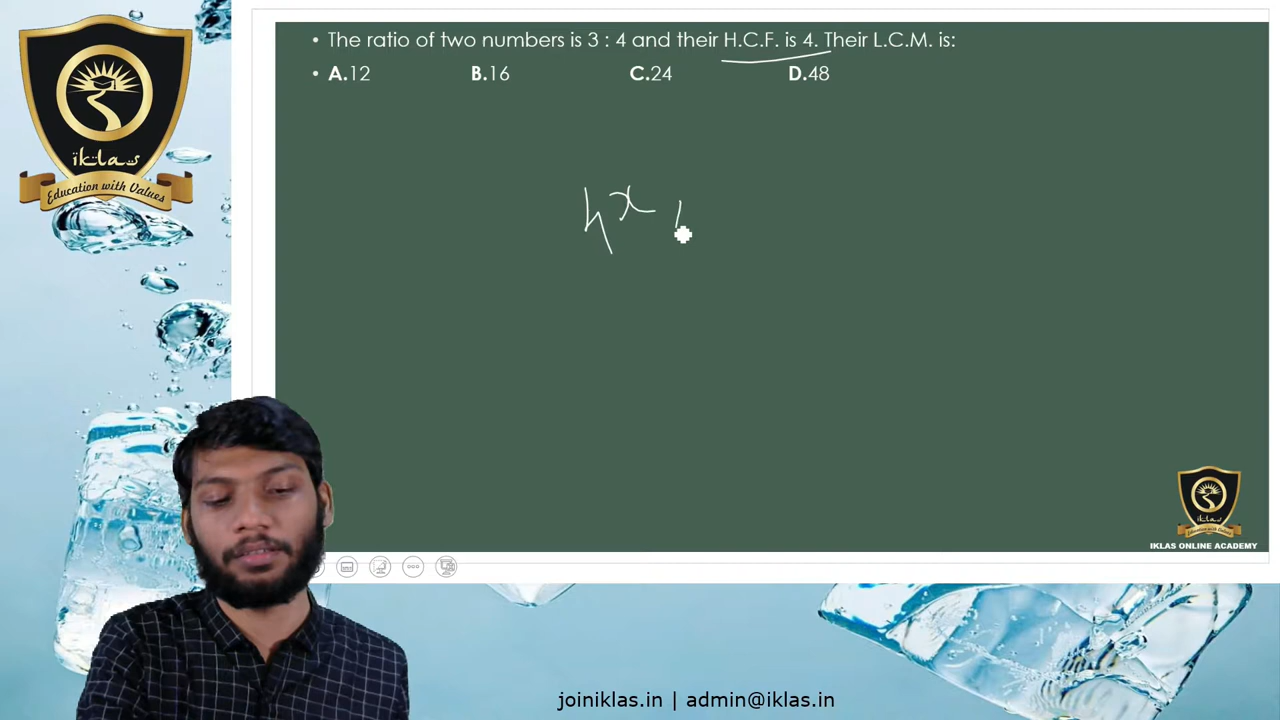 • The ratio of two numbers is 3 : 4 and their H.C.F. is 4. Their L.C.M. is:
• A.12 B.16 C.24 D.48
4x
iklas
Education with Values
IKLAS ONLINE ACADEMY
joiniklas.in | admin@iklas.in